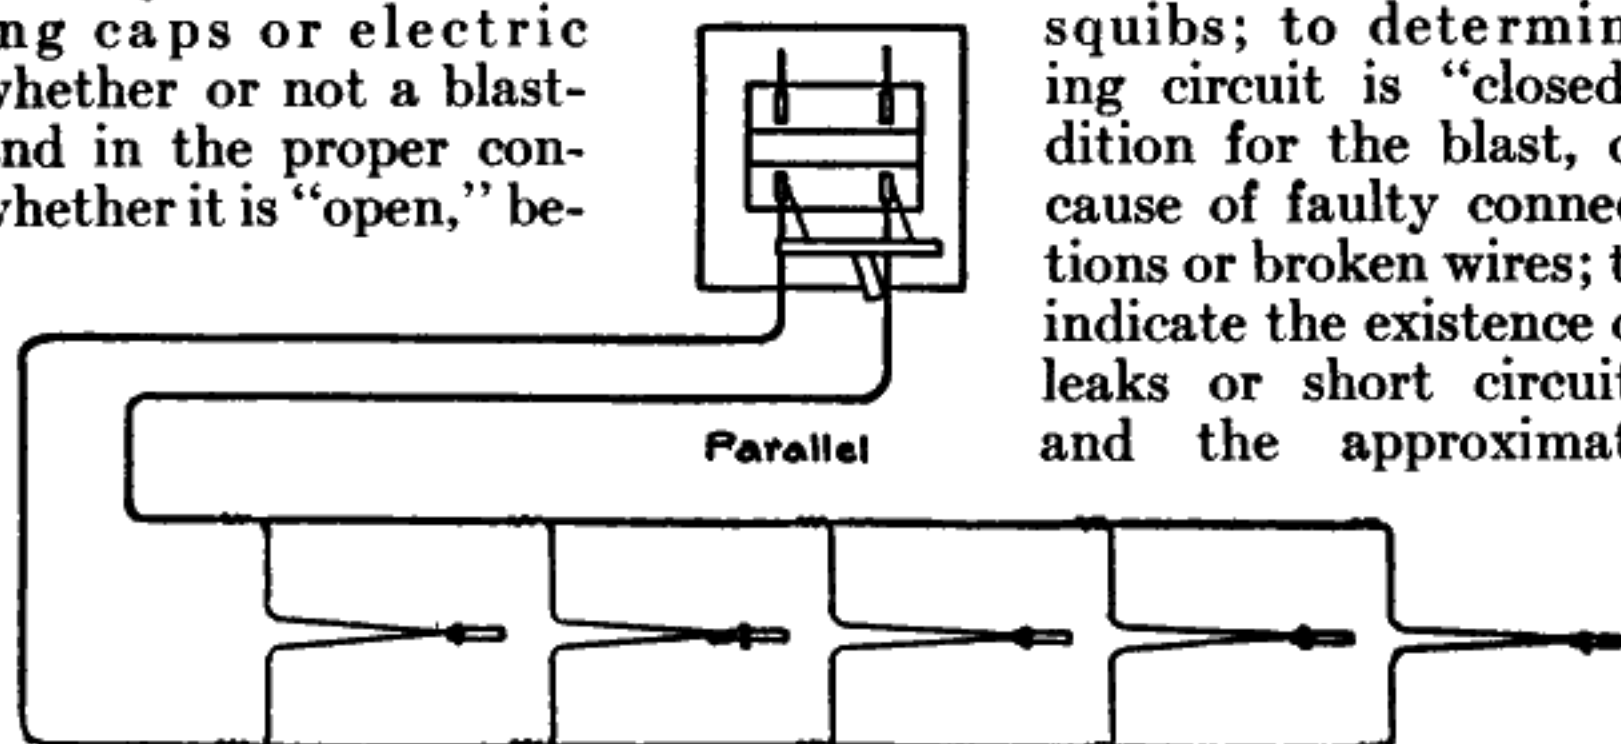 ng caps or electric
squibs; to determin
whether or not a blast-
ing circuit is “closed
nd in the proper con-
dition for the blast, o
whether it is “open,” be-
cause of faulty connec
tions or broken wires; t
indicate the existence o
leaks or short circuit
and the approximat
Parallel